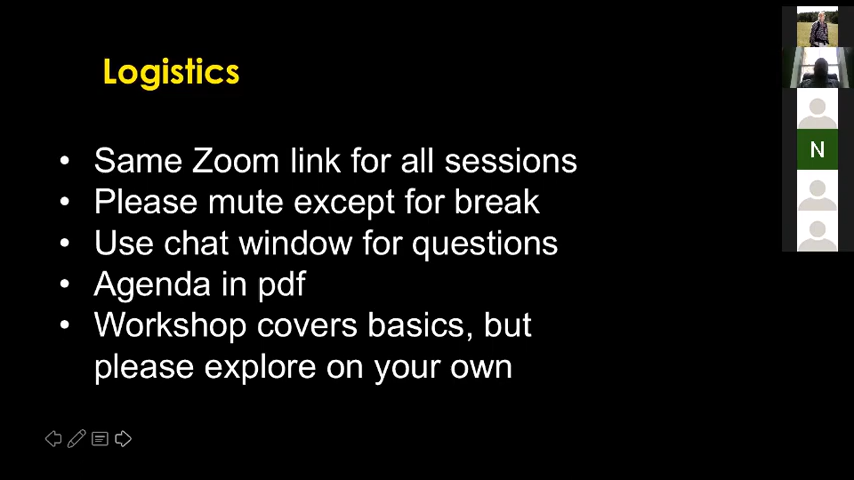 Logistics
• Same Zoom link for all sessions
• Please mute except for break
• Use chat window for questions
• Agenda in pdf
• Workshop covers basics, but
please explore on your own
N